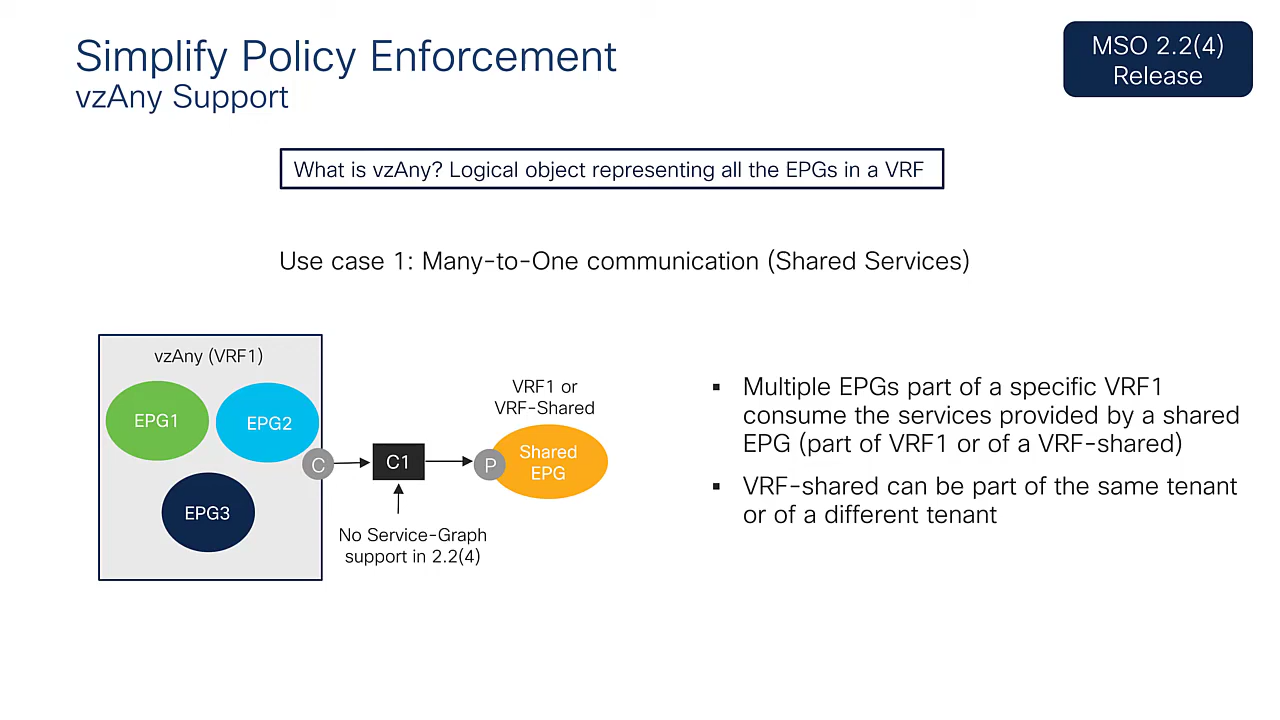 Simplify Policy Enforcement
vzAny Support
MSO 2.2(4)
Release
What is vzAny? Logical object representing all the EPGs in a VRF
Use case 1: Many-to-One communication (Shared Services)
vzAny (VRF1)
EPG1
EPG2
EPG3
C
C1
No Service-Graph
support in 2.2(4)
VRF1 or
VRF-Shared
P
Shared
EPG
▪ Multiple EPGs part of a specific VRF1
consume the services provided by a shared
EPG (part of VRF1 or of a VRF-shared)
▪ VRF-shared can be part of the same tenant
or of a different tenant